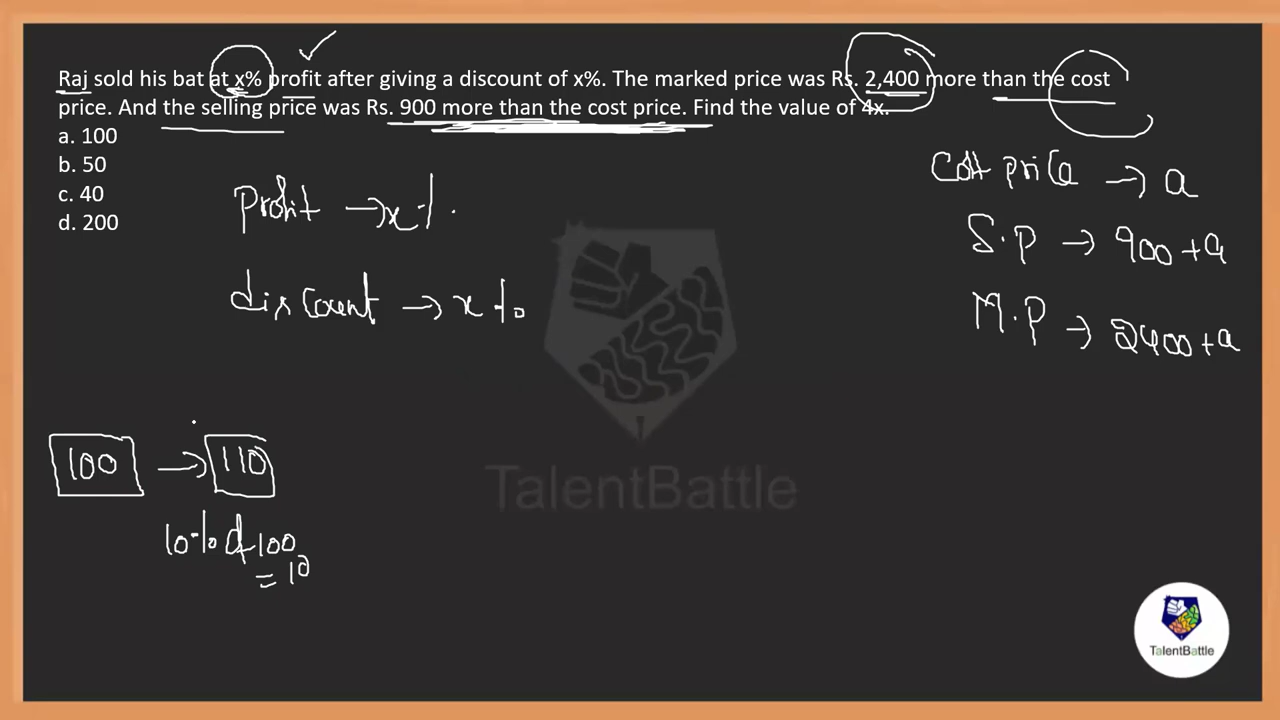 Raj sold his bat at x% profit after giving a discount of x%. The marked price was Rs. 2,400 more than the cost
price. And the selling price was Rs. 900 more than the cost price. Find the value of 4x.
a. 100
b. 50
c. 40
d. 200
Cost price → a
Profit → x%.
S.P → 900+a
discount → x%
M.P → 2400+a
100 → 110
10% of 100
= 10
TalentBattle
TalentBattle